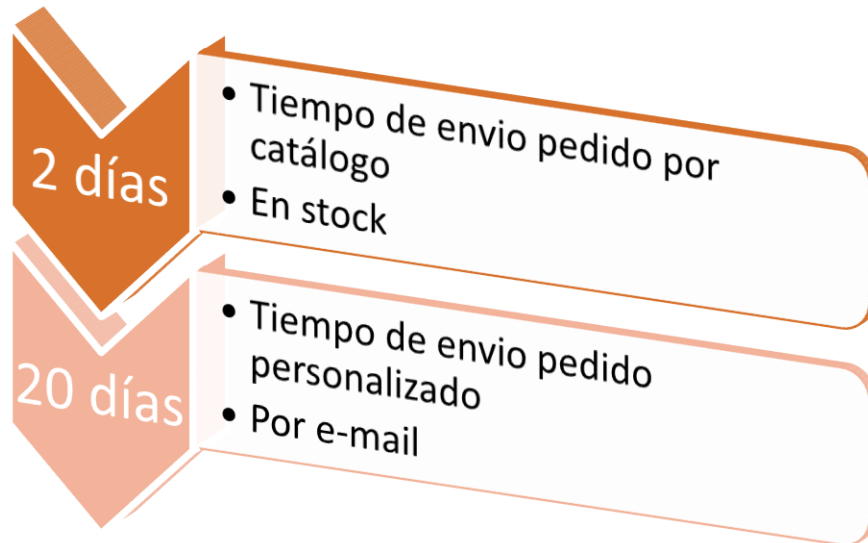 2 días
• Tiempo de envio pedido por
catálogo
• En stock
20 días
• Tiempo de envio pedido
personalizado
• Por e-mail